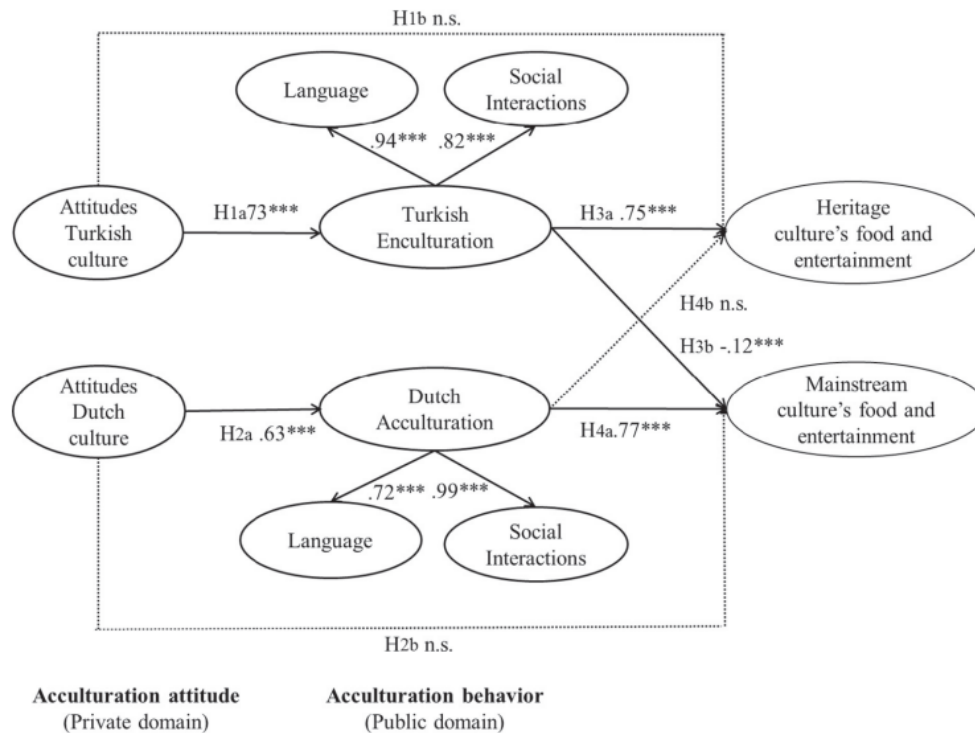 H1b n.s.
Language
Social
Interactions
.94*** .82***
Attitudes
Turkish
culture
H1a73***
Turkish
Enculturation
H3a .75***
Heritage
culture's food and
entertainment
H4b n.s.
H3b -.12***
Attitudes
Dutch
culture
H2a .63***
Dutch
Acculturation
H4a.77***
Mainstream
culture's food and
entertainment
.72*** .99***
Language
Social
Interactions
H2b n.s.
Acculturation attitude
(Private domain)
Acculturation behavior
(Public domain)